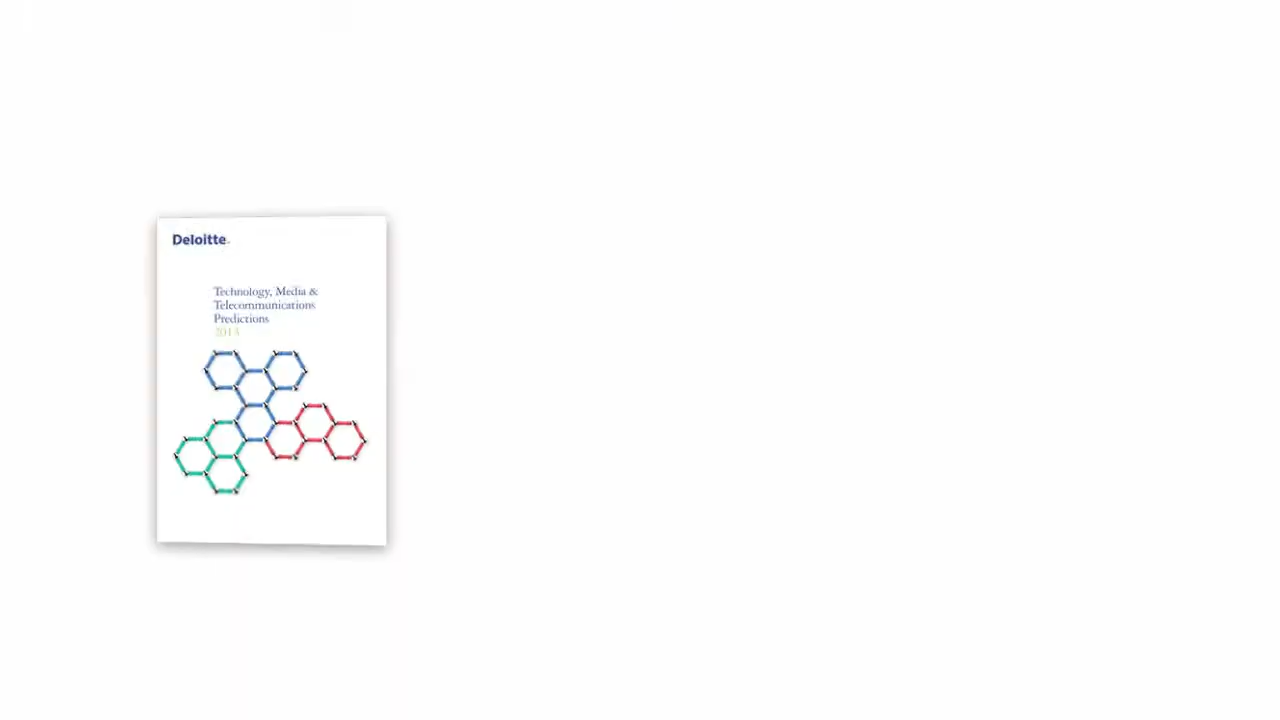 Deloitte.
Technology, Media &
Telecommunications
Predictions
2013